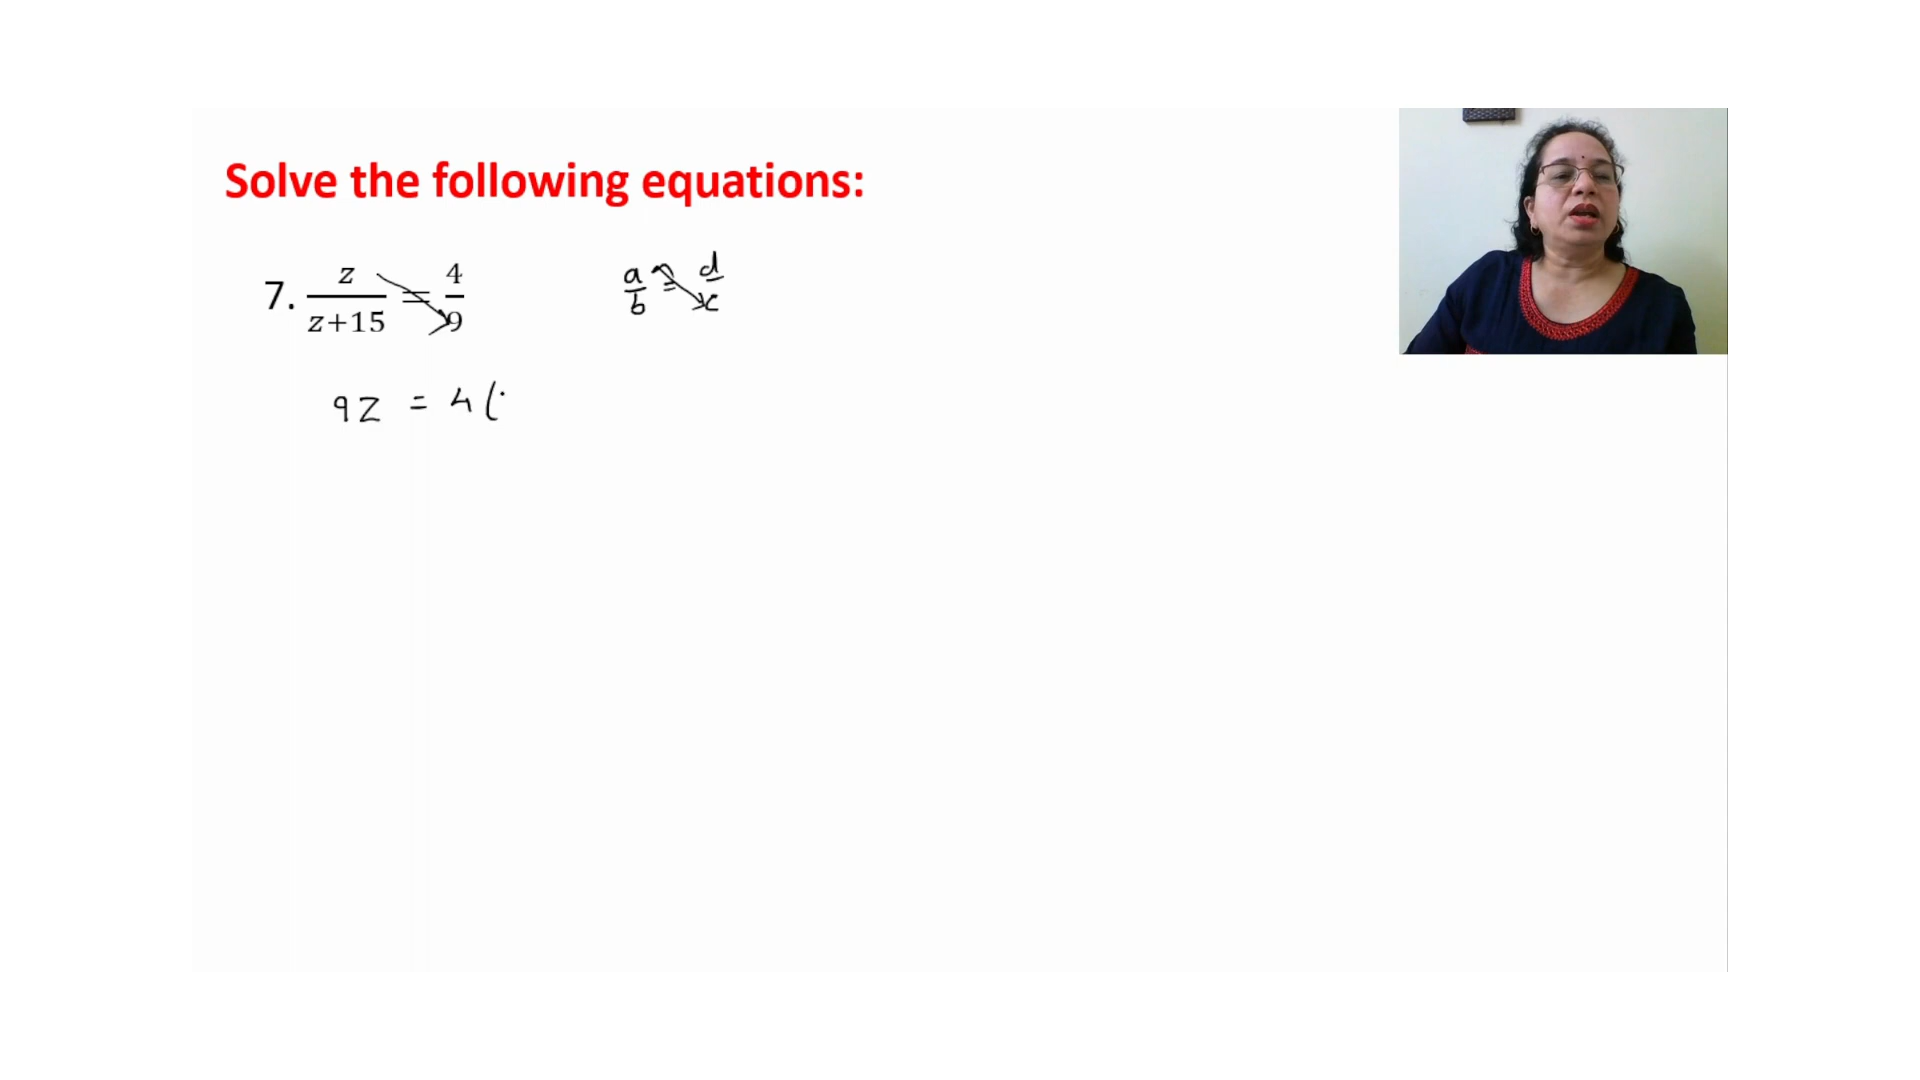 Solve the following equations:
7. z/(z+15) = 4/9
a/b = d/c
9z = 4(